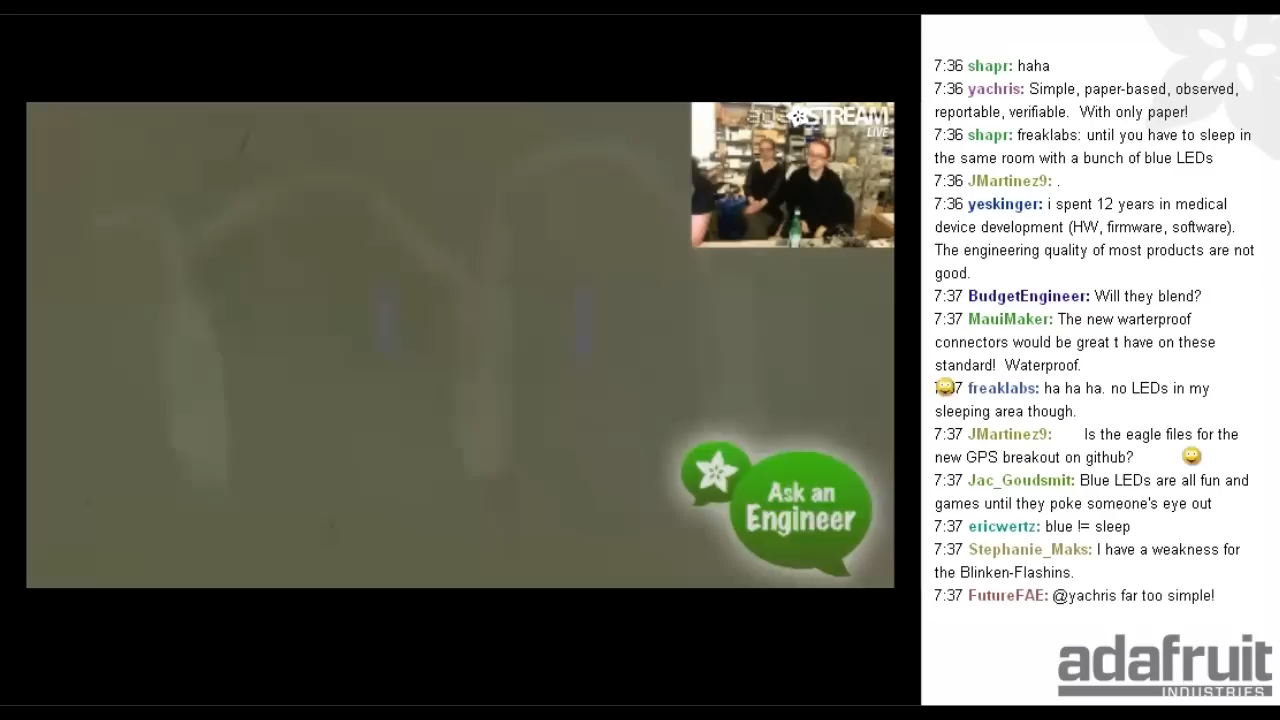 STREAM
LIVE
Ask an
Engineer
7:36 shapr: haha
7:36 yachris: Simple, paper-based, observed,
reportable, verifiable. With only paper!
7:36 shapr: freaklabs: until you have to sleep in
the same room with a bunch of blue LEDs
7:36 JMartinez9: .
7:36 yeskinger: i spent 12 years in medical
device development (HW, firmware, software).
The engineering quality of most products are not
good.
7:37 BudgetEngineer: Will they blend?
7:37 MauiMaker: The new warterproof
connectors would be great t have on these
standard! Waterproof.
7 freaklabs: ha ha ha. no LEDs in my
sleeping area though.
7:37 JMartinez9: Is the eagle files for the
new GPS breakout on github?
7:37 Jac_Goudsmit: Blue LEDs are all fun and
games until they poke someone's eye out
7:37 ericwertz: blue != sleep
7:37 Stephanie_Maks: I have a weakness for
the Blinken-Flashins.
7:37 FutureFAE: @yachris far too simple!
adafruit
INDUSTRIES